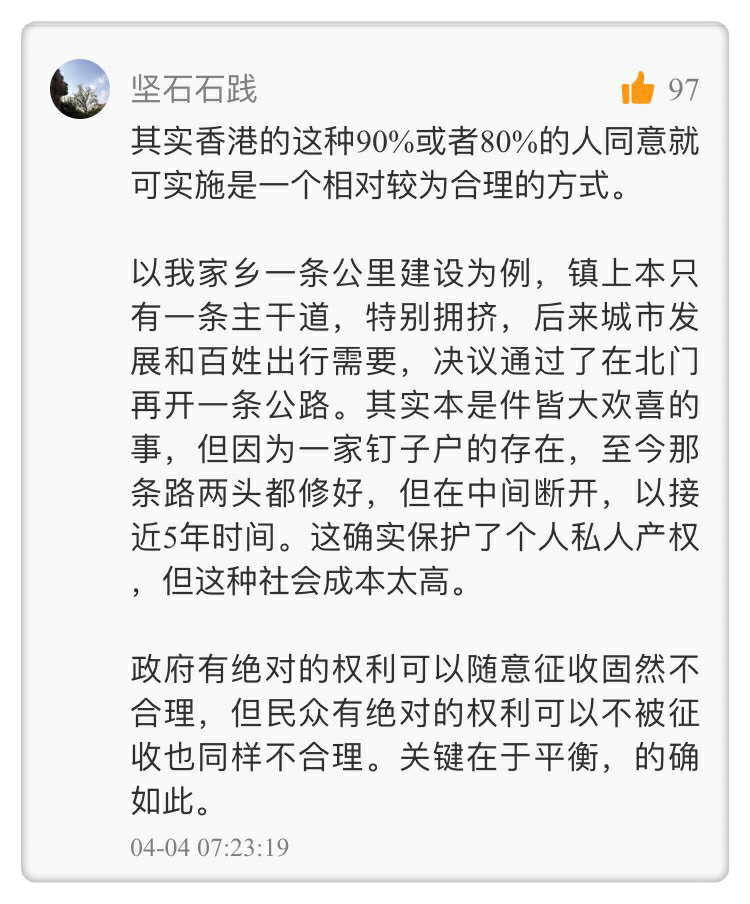 坚石石践
97
其实香港的这种90%或者80%的人同意就
可实施是一个相对较为合理的方式。
以我家乡一条公里建设为例，镇上本只
有一条主干道，特别拥挤，后来城市发
展和百姓出行需要，决议通过了在北门
再开一条公路。其实本是件皆大欢喜的
事，但因为一家钉子户的存在，至今那
条路两头都修好，但在中间断开，以接
近5年时间。这确实保护了个人私人产权
，但这种社会成本太高。
政府有绝对的权利可以随意征收固然不
合理，但民众有绝对的权利可以不被征
收也同样不合理。关键在于平衡，的确
如此。
04-04 07:23:19